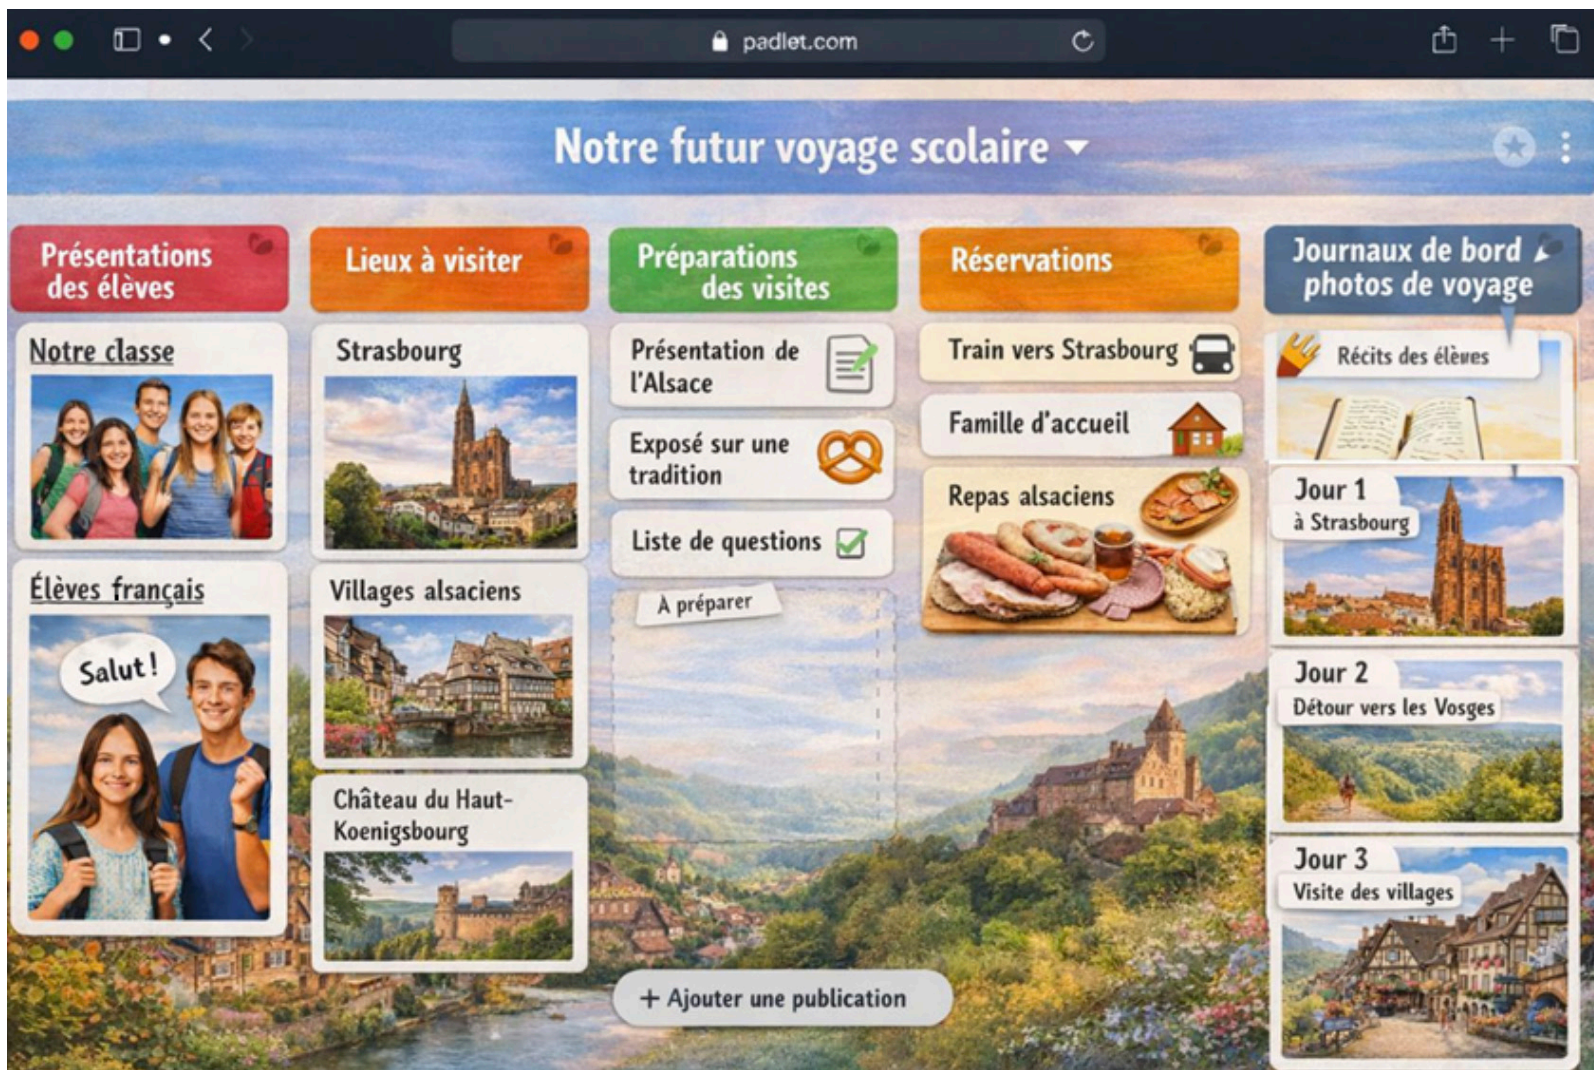 padlet.com
Notre futur voyage scolaire
Présentations
des élèves
Notre classe
Élèves français
Salut !
Lieux à visiter
Strasbourg
Villages alsaciens
Château du Haut-
Koenigsbourg
Préparations
des visites
Présentation de
l'Alsace
Exposé sur une
tradition
Liste de questions
À préparer
+ Ajouter une publication
Réservations
Train vers Strasbourg
Famille d'accueil
Repas alsaciens
Journaux de bord
photos de voyage
Récits des élèves
Jour 1
à Strasbourg
Jour 2
Détour vers les Vosges
Jour 3
Visite des villages